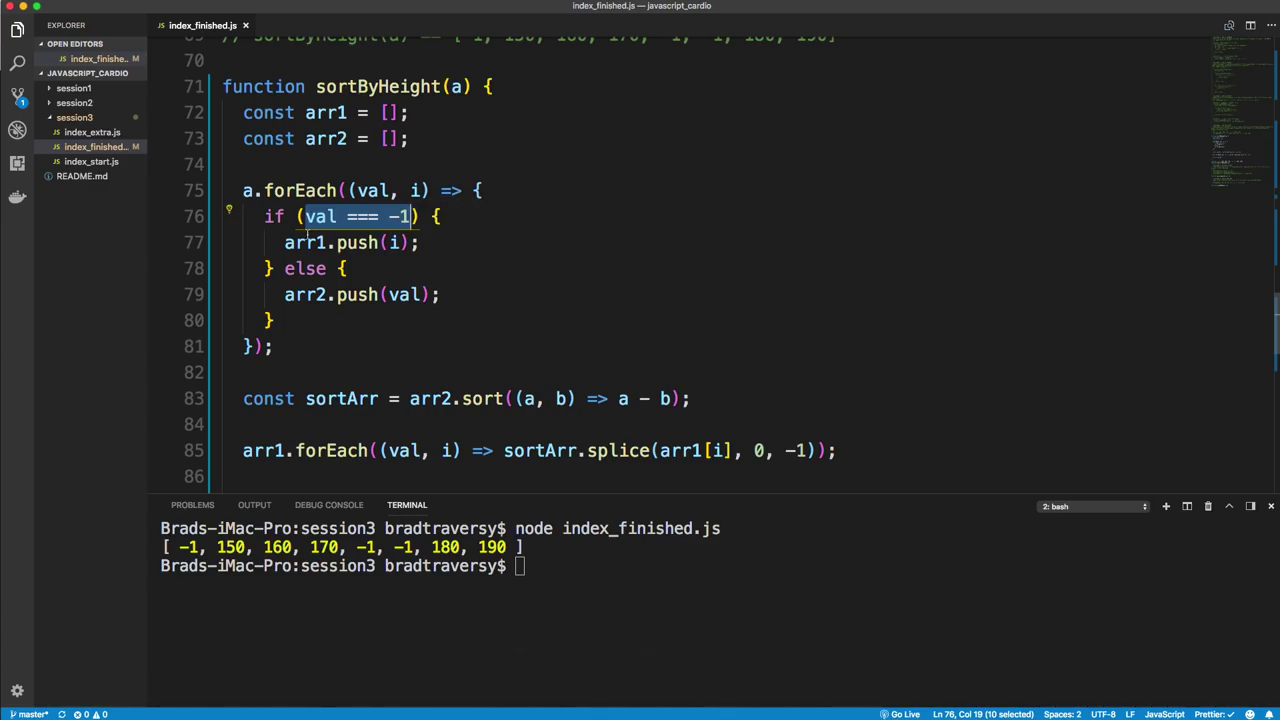 index_finished.js — javascript_cardio
EXPLORER
index_finished.js ×
OPEN EDITORS
JS index_finishe.. M
JAVASCRIPT_CARDIO
session1
session2
session3
JS index_extra.js
JS index_finished.. M
JS index_start.js
README.md
1
70
71 function sortByHeight(a) {
72 const arr1 = [];
73 const arr2 = [];
74
75 a.forEach((val, i) => {
76 if (val === -1) {
77 arr1.push(i);
78 } else {
79 arr2.push(val);
80 }
81 });
82
83 const sortArr = arr2.sort((a, b) => a - b);
84
85 arr1.forEach((val, i) => sortArr.splice(arr1[i], 0, -1));
86
PROBLEMS OUTPUT DEBUG CONSOLE TERMINAL 2: bash
Brads-iMac-Pro:session3 bradtraversy$ node index_finished.js
[ -1, 150, 160, 170, -1, -1, 180, 190 ]
Brads-iMac-Pro:session3 bradtraversy$
master* 0 0 Go Live Ln 76, Col 19 (10 selected) Spaces: 2 UTF-8 LF JavaScript Prettier: ✓